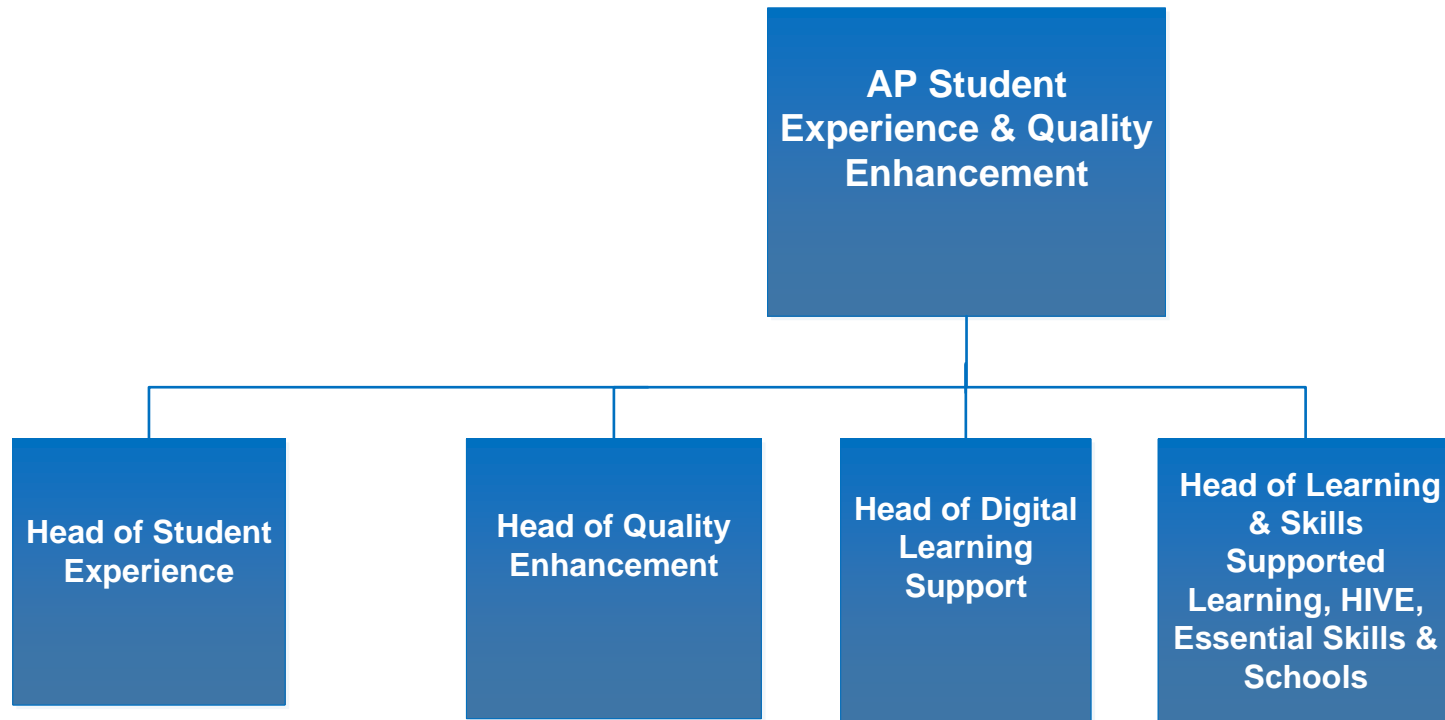 AP Student
Experience & Quality
Enhancement
Head of Student
Experience
Head of Quality
Enhancement
Head of Digital
Learning
Support
Head of Learning
& Skills
Supported
Learning, HIVE,
Essential Skills &
Schools